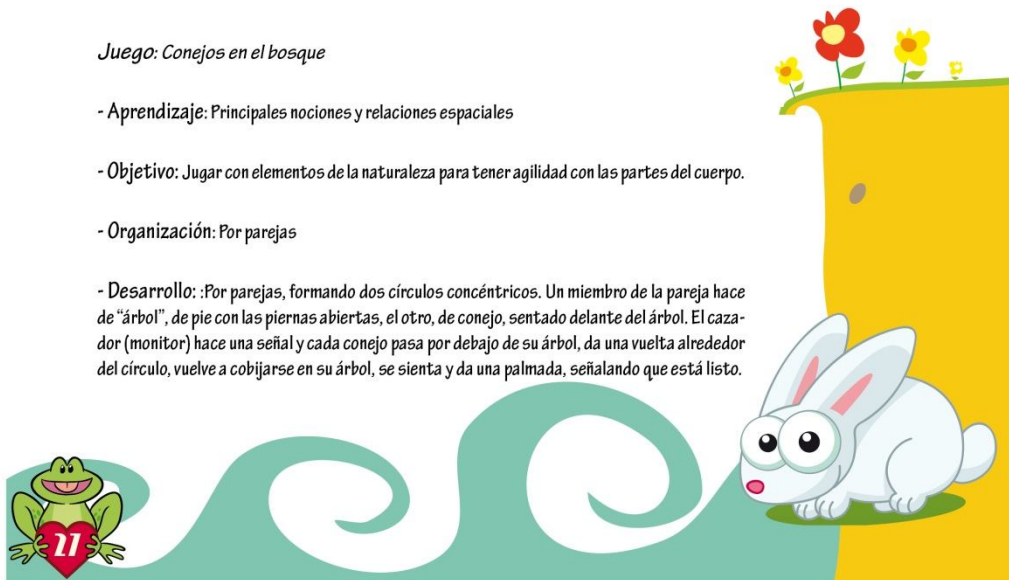 Juego: Conejos en el bosque
- Aprendizaje: Principales nociones y relaciones espaciales
- Objetivo: Jugar con elementos de la naturaleza para tener agilidad con las partes del cuerpo.
- Organización: Por parejas
- Desarrollo: :Por parejas, formando dos círculos concéntricos. Un miembro de la pareja hace
de “árbol”, de pie con las piernas abiertas, el otro, de conejo, sentado delante del árbol. El caza-
dor (monitor) hace una señal y cada conejo pasa por debajo de su árbol, da una vuelta alrededor
del círculo, vuelve a cobijarse en su árbol, se sienta y da una palmada, señalando que está listo.
27